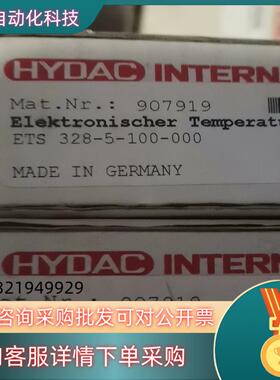 自动化科技
HYDAC INTERN
Mat.Nr.: 907919
Elektronischer Temperatu
ETS 328-5-100-000
MADE IN GERMANY
HYDAC INTERN
321949929
咨询采购批发可对公开票
客服详情下单采购